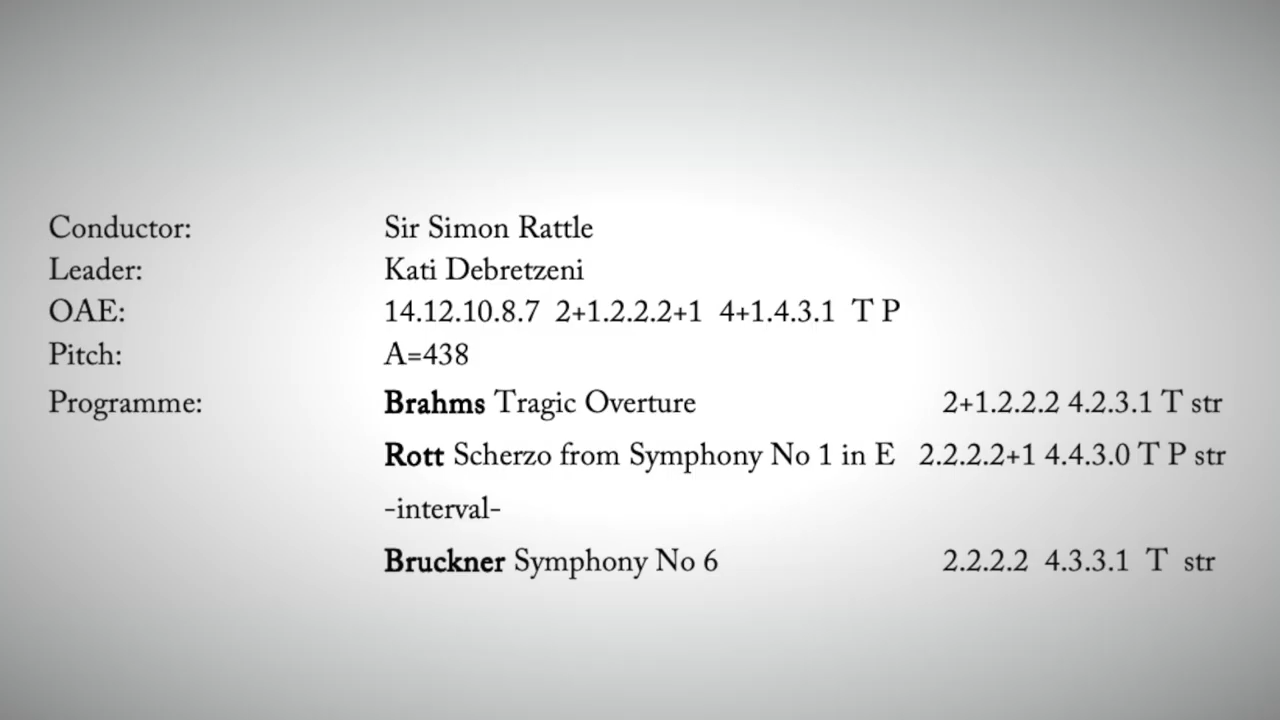 Conductor: Sir Simon Rattle
Leader: Kati Debretzeni
OAE: 14.12.10.8.7 2+1.2.2.2+1 4+1.4.3.1 T P
Pitch: A=438
Programme: Brahms Tragic Overture 2+1.2.2.2 4.2.3.1 T str
Rott Scherzo from Symphony No 1 in E 2.2.2.2+1 4.4.3.0 T P str
-interval-
Bruckner Symphony No 6 2.2.2.2 4.3.3.1 T str